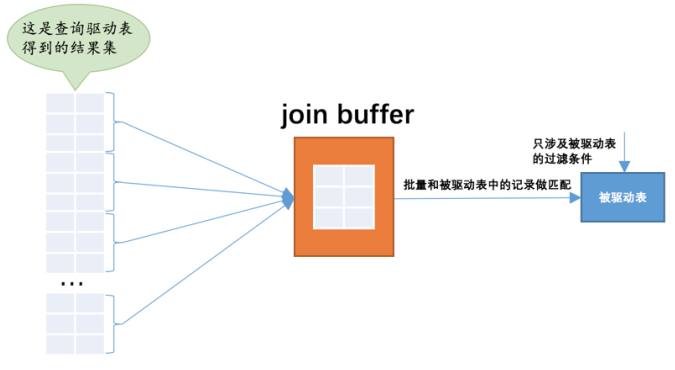 这是查询驱动表
得到的结果集
join buffer
只涉及被驱动表
的过滤条件
批量和被驱动表中的记录做匹配
被驱动表
...